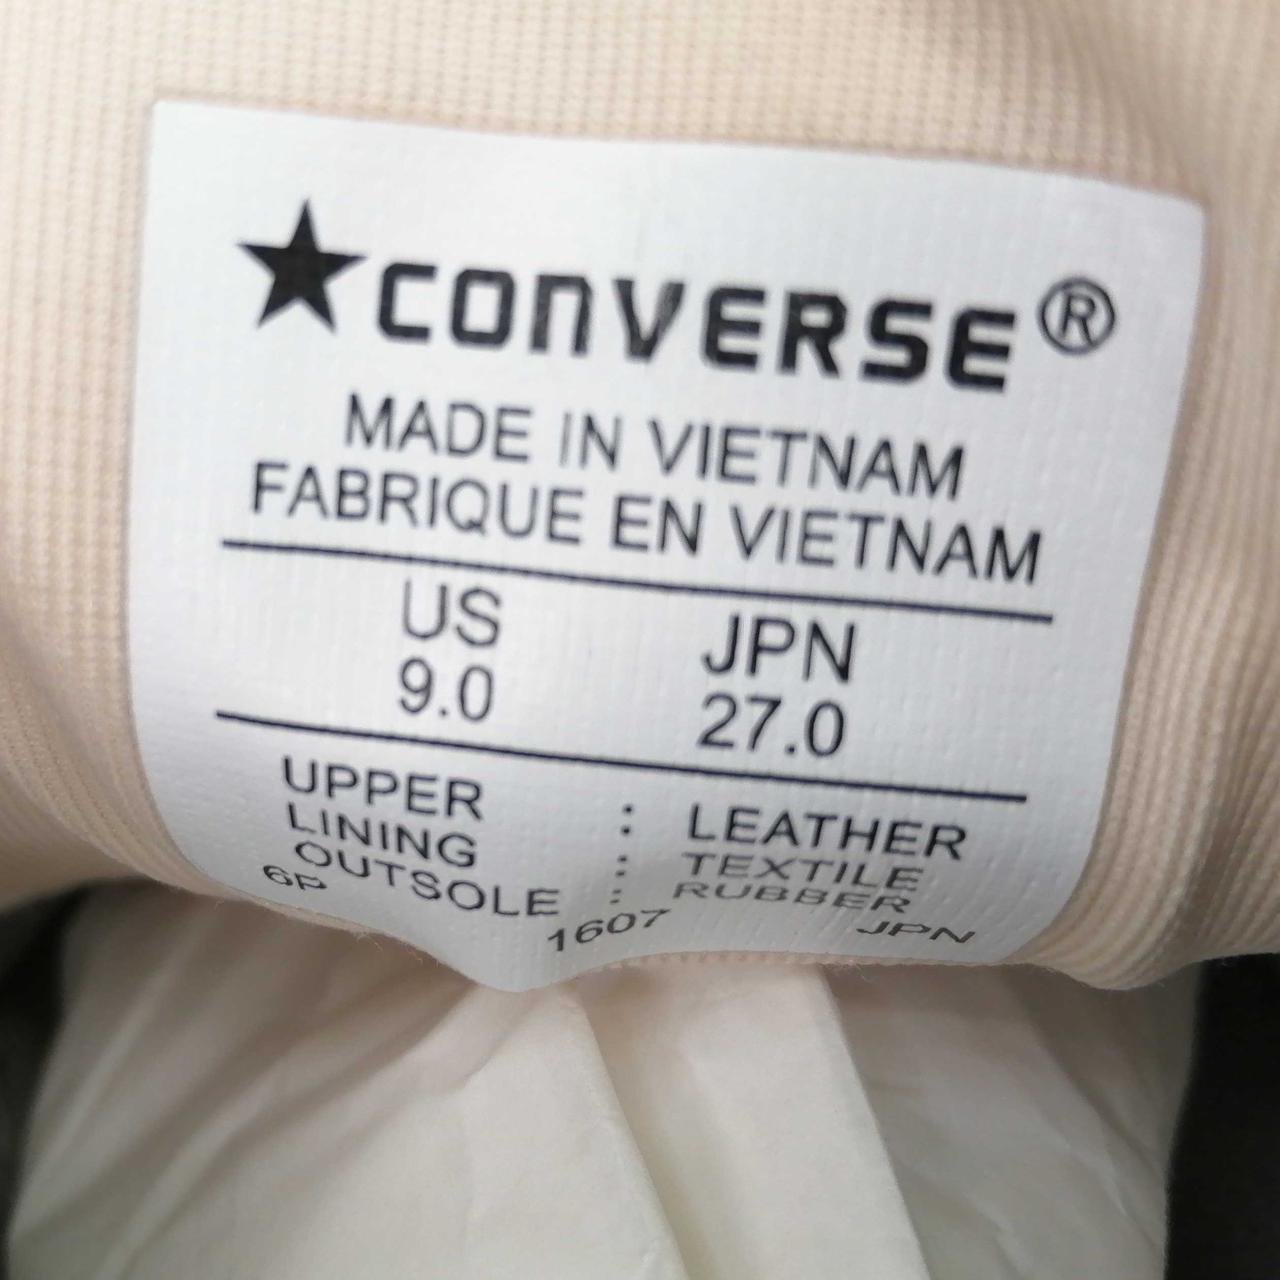 ★CONVERSE®
MADE IN VIETNAM
FABRIQUE EN VIETNAM
US JPN
9.0 27.0
UPPER : LEATHER
LINING : TEXTILE
OUTSOLE : RUBBER
6P 1607 JPN